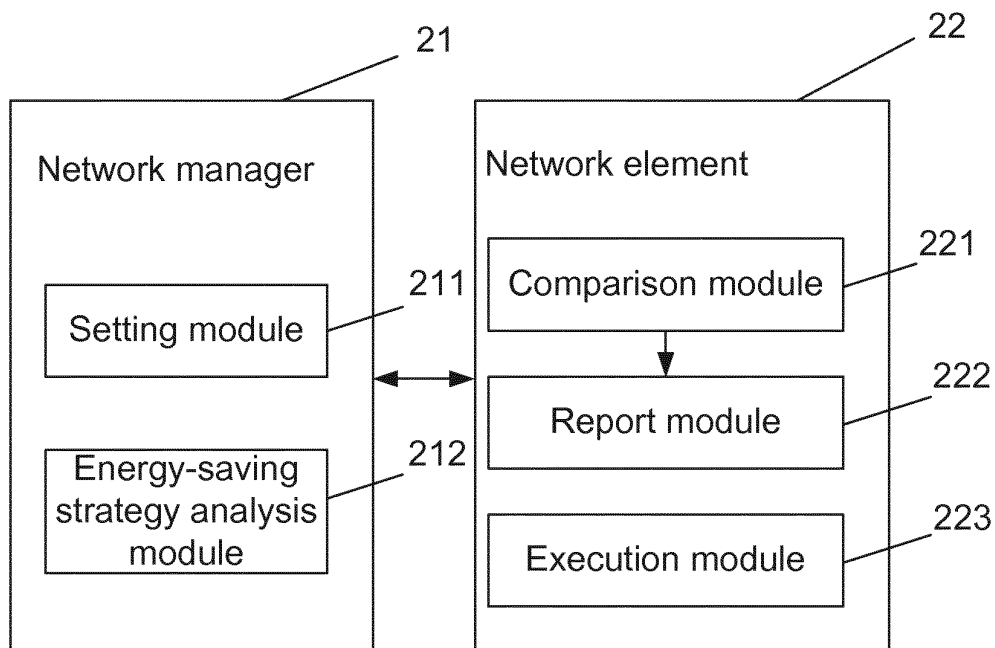 21
22
Network manager
Network element
211
Setting module
212
Energy-saving
strategy analysis
module
221
Comparison module
222
Report module
223
Execution module